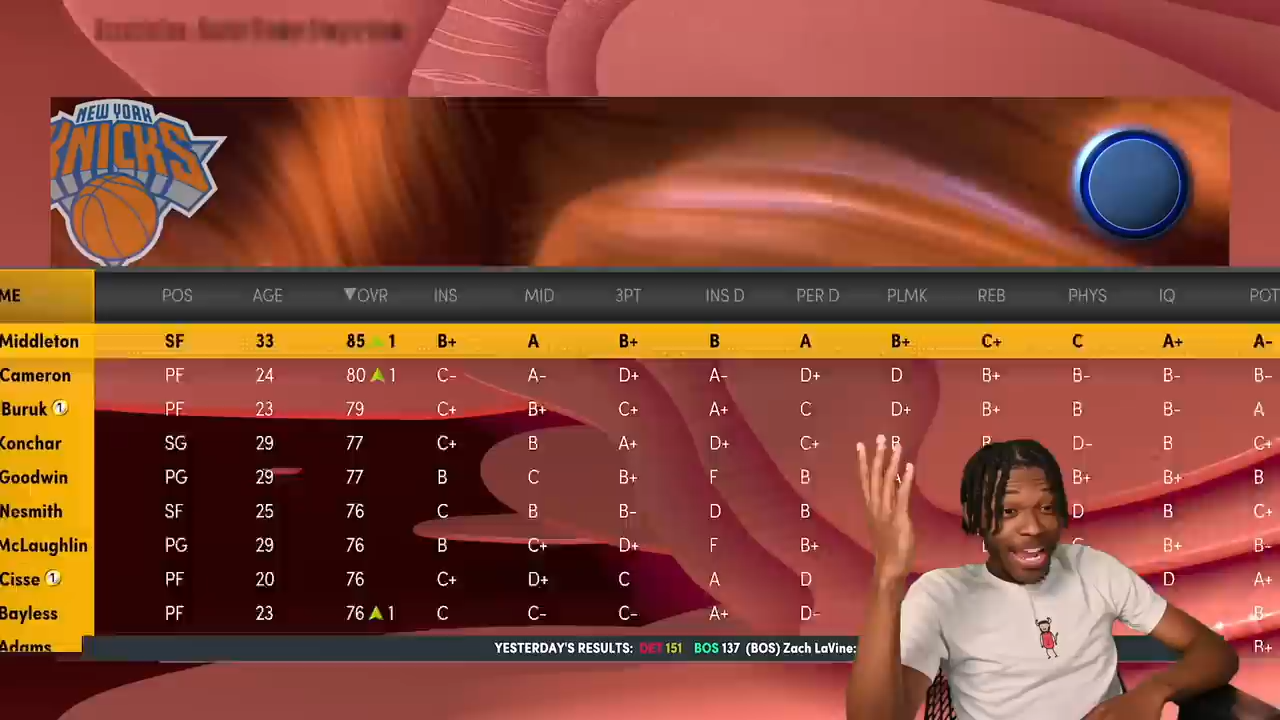 NEW YORK
KNICKS
ME POS AGE ▼OVR INS MID 3PT INS D PER D PLMK REB PHYS IQ POT
Middleton SF 33 85 ▲ 1 B+ A B+ B A B+ C+ C A+ A-
Cameron PF 24 80 ▲ 1 C- A- D+ A- D+ D B+ B- B- B-
Buruk 1 PF 23 79 C+ B+ C+ A+ C D+ B+ B B- A
Konchar SG 29 77 C+ B A+ D+ C+ B D- B C+
Goodwin PG 29 77 B C B+ F B B+ B+ B
Nesmith SF 25 76 C B B- D B D B C+
McLaughlin PG 29 76 B C+ D+ F B+ B+ B-
Cisse 1 PF 20 76 C+ D+ C A D D A+
Bayless PF 23 76 ▲ 1 C C- C- A+ D- B-
Adams
YESTERDAY'S RESULTS: DET 151 BOS 137 (BOS) Zach LaVine: